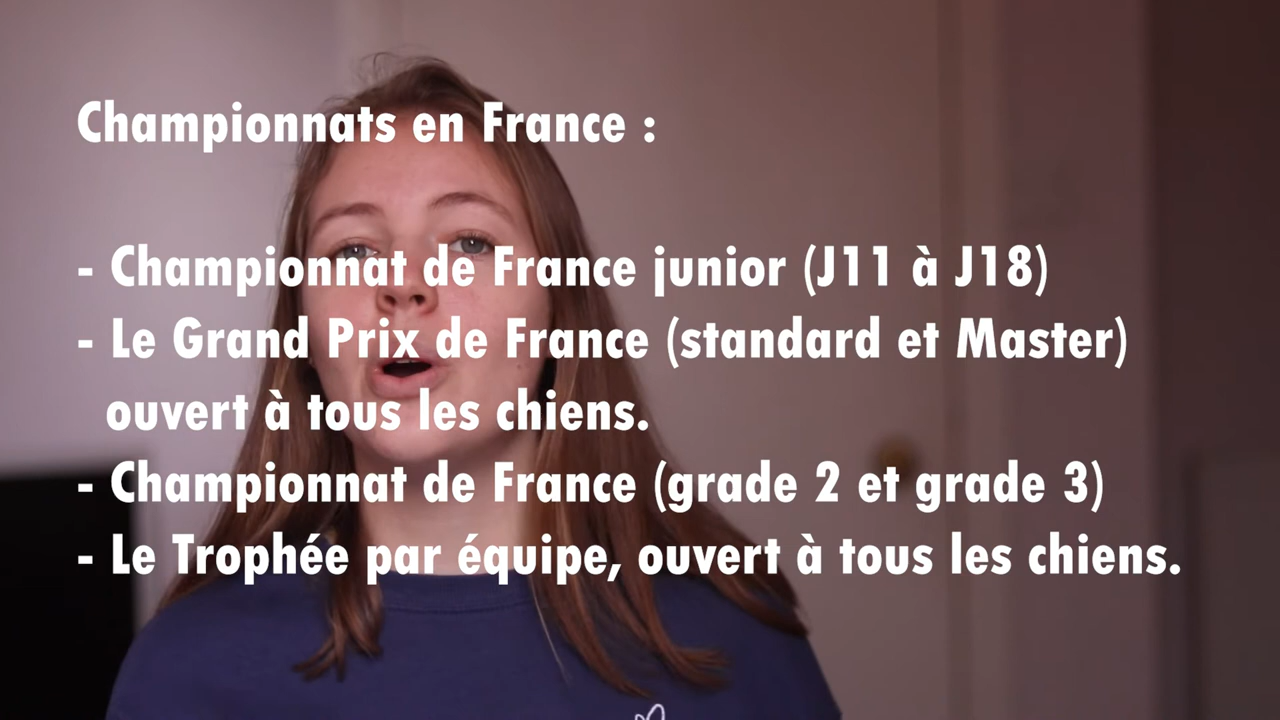 Championnats en France :
- Championnat de France junior (J11 à J18)
- Le Grand Prix de France (standard et Master)
ouvert à tous les chiens.
- Championnat de France (grade 2 et grade 3)
- Le Trophée par équipe, ouvert à tous les chiens.